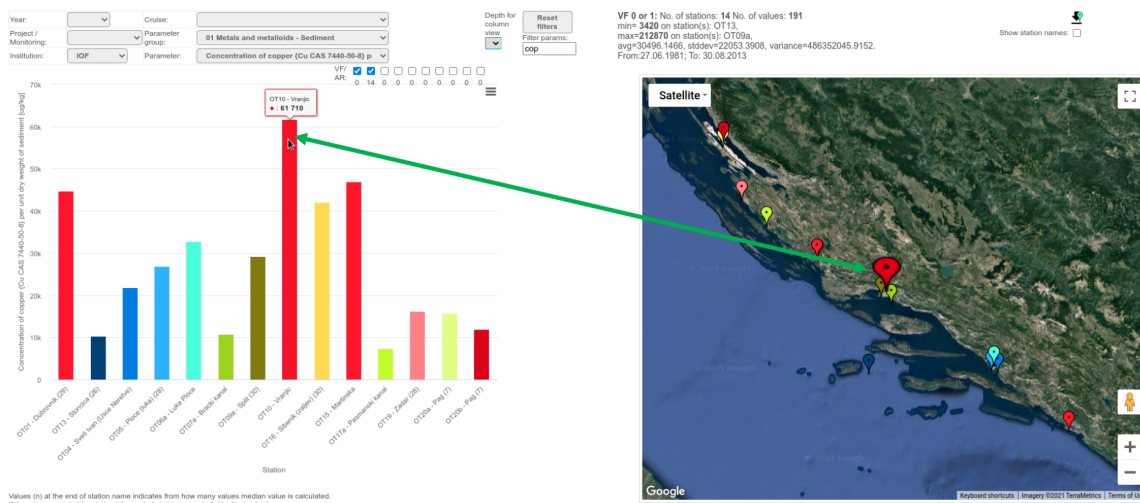 Year:
Cruise:
Depth for column view
Reset filters
Project / Monitoring:
Parameter group:
01 Metals and metalloids - Sediment
Filter params:
cop
Institution:
IOF
Parameter:
Concentration of copper {Cu CAS 7440-50-8} p
VF/ AR:
0 14 0 0 0 0 0 0 0 0
VF 0 or 1: No. of stations: 14 No. of values: 191
min= 3420 on station(s): OT13,
max=212870 on station(s): OT09a,
avg=30496.1466, stddev=22053.3908, variance=486352045.9152.
From:27.06.1981; To: 30.08.2013
Show station names:
Concentration of copper {Cu CAS 7440-50-8} per unit dry weight of sediment [ug/kg]
70k
60k
50k
40k
30k
20k
10k
0
OT10 - Vranjic
: 61 710
OT01 - Dubrovnik (29)
OT13 - Stoncica (26)
OT04 - Sveti Ivan (Usce Neretve)
OT05 - Ploce (luka) (28)
OT06a - Luka Ploce
OT07a - Bracki kanal
OT09a - Split (30)
OT10 - Vranjic
OT16 - Sibenik (zaljev) (30)
OT15 - Martinska
OT17a - Pasmanski kanal
OT19 - Zadar (28)
OT20a - Pag (7)
OT20b - Pag (7)
Station
Values (n) at the end of station name indicates from how many values median value is calculated.
Satellite
Google
Keyboard shortcuts
Imagery ©2021 TerraMetrics
Terms of U